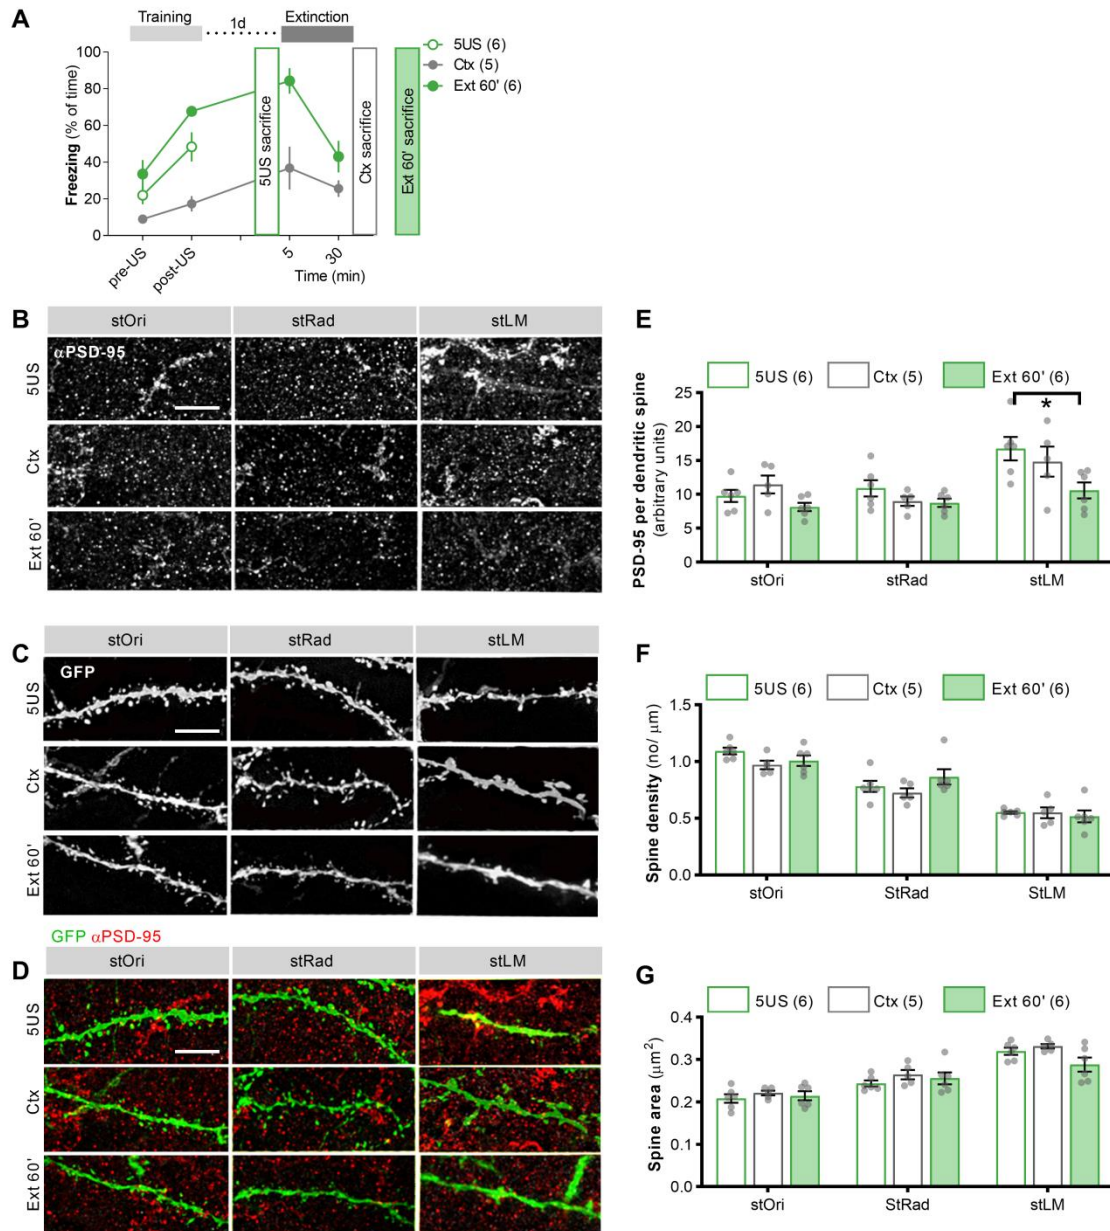 A
Training
1d
Extinction
5US (6)
Ctx (5)
Ext 60' (6)
Freezing (% of time)
100
80
60
40
20
0
5US sacrifice
Ctx sacrifice
Ext 60' sacrifice
pre-US
post-US
5
30
Time (min)
B
stOri
stRad
stLM
αPSD-95
5US
Ctx
Ext 60'
C
stOri
stRad
stLM
GFP
5US
Ctx
Ext 60'
GFP αPSD-95
D
stOri
stRad
stLM
5US
Ctx
Ext 60'
E
5US (6)
Ctx (5)
Ext 60' (6)
PSD-95 per dendritic spine
(arbitrary units)
25
20
15
10
5
0
*
stOri
stRad
stLM
F
5US (6)
Ctx (5)
Ext 60' (6)
Spine density (no/ μm)
1.5
1.0
0.5
0.0
stOri
StRad
StLM
G
5US (6)
Ctx (5)
Ext 60' (6)
Spine area (μm²)
0.4
0.3
0.2
0.1
0.0
stOri
StRad
stLM